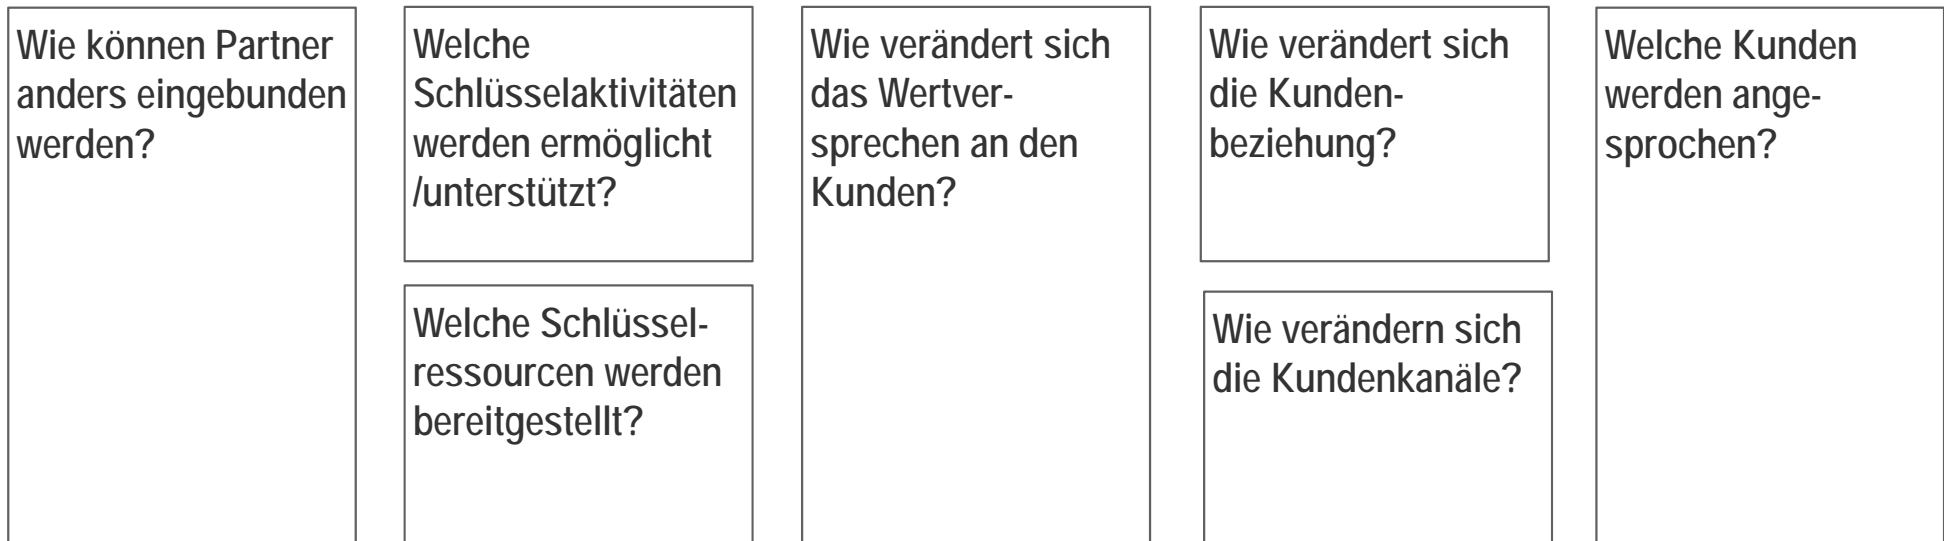 Wie können Partner
anders eingebunden
werden?
Welche
Schlüsselaktivitäten
werden ermöglicht
/unterstützt?
Welche Schlüssel-
ressourcen werden
bereitgestellt?
Wie verändert sich
das Wertver-
sprechen an den
Kunden?
Wie verändert sich
die Kunden-
beziehung?
Wie verändern sich
die Kundenkanäle?
Welche Kunden
werden ange-
sprochen?